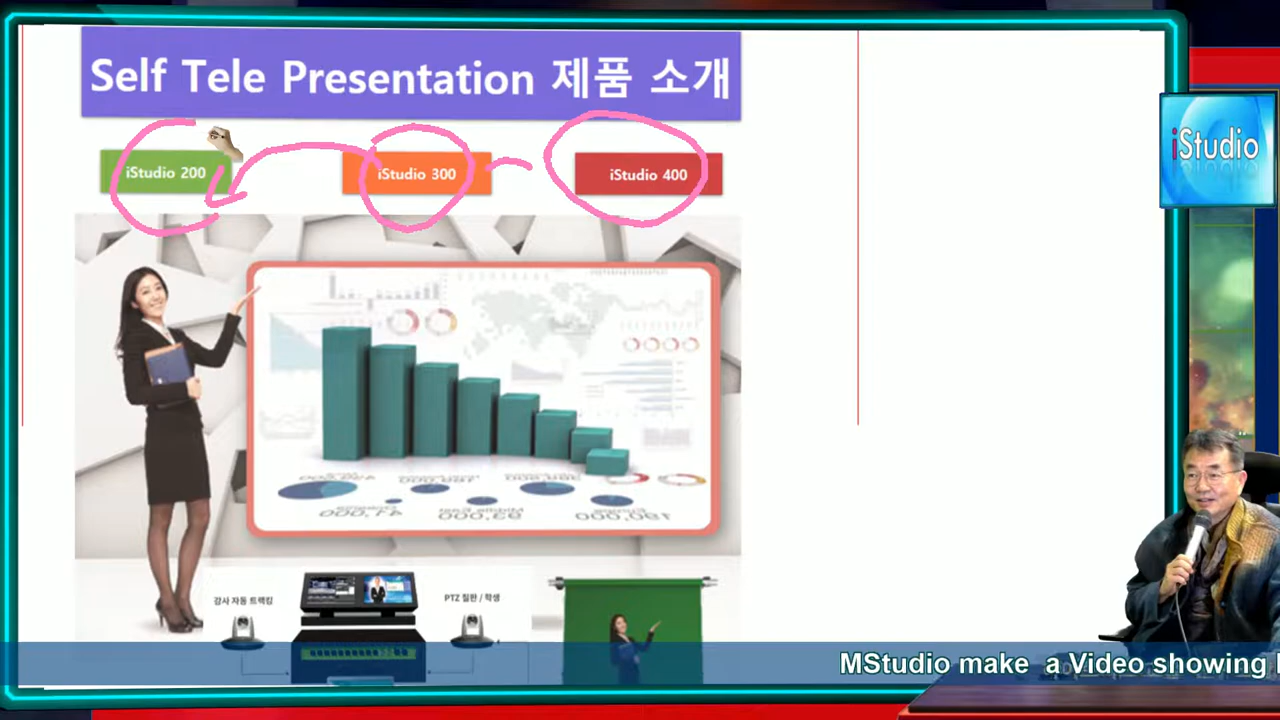 Self Tele Presentation 제품 소개
iStudio 200
iStudio 300
iStudio 400
iStudio
강사 자동 트랙킹
PTZ 칠판 / 학생
MStudio make a Video showing